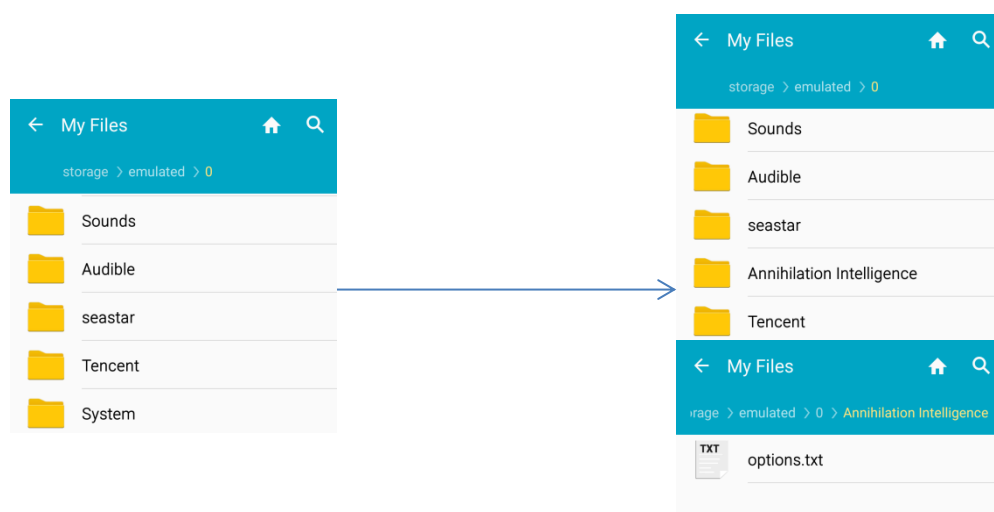 My Files
storage > emulated > 0
Sounds
Audible
seastar
Tencent
System
My Files
storage > emulated > 0
Sounds
Audible
seastar
Annihilation Intelligence
Tencent
My Files
rage > emulated > 0 > Annihilation Intelligence
TXT
options.txt